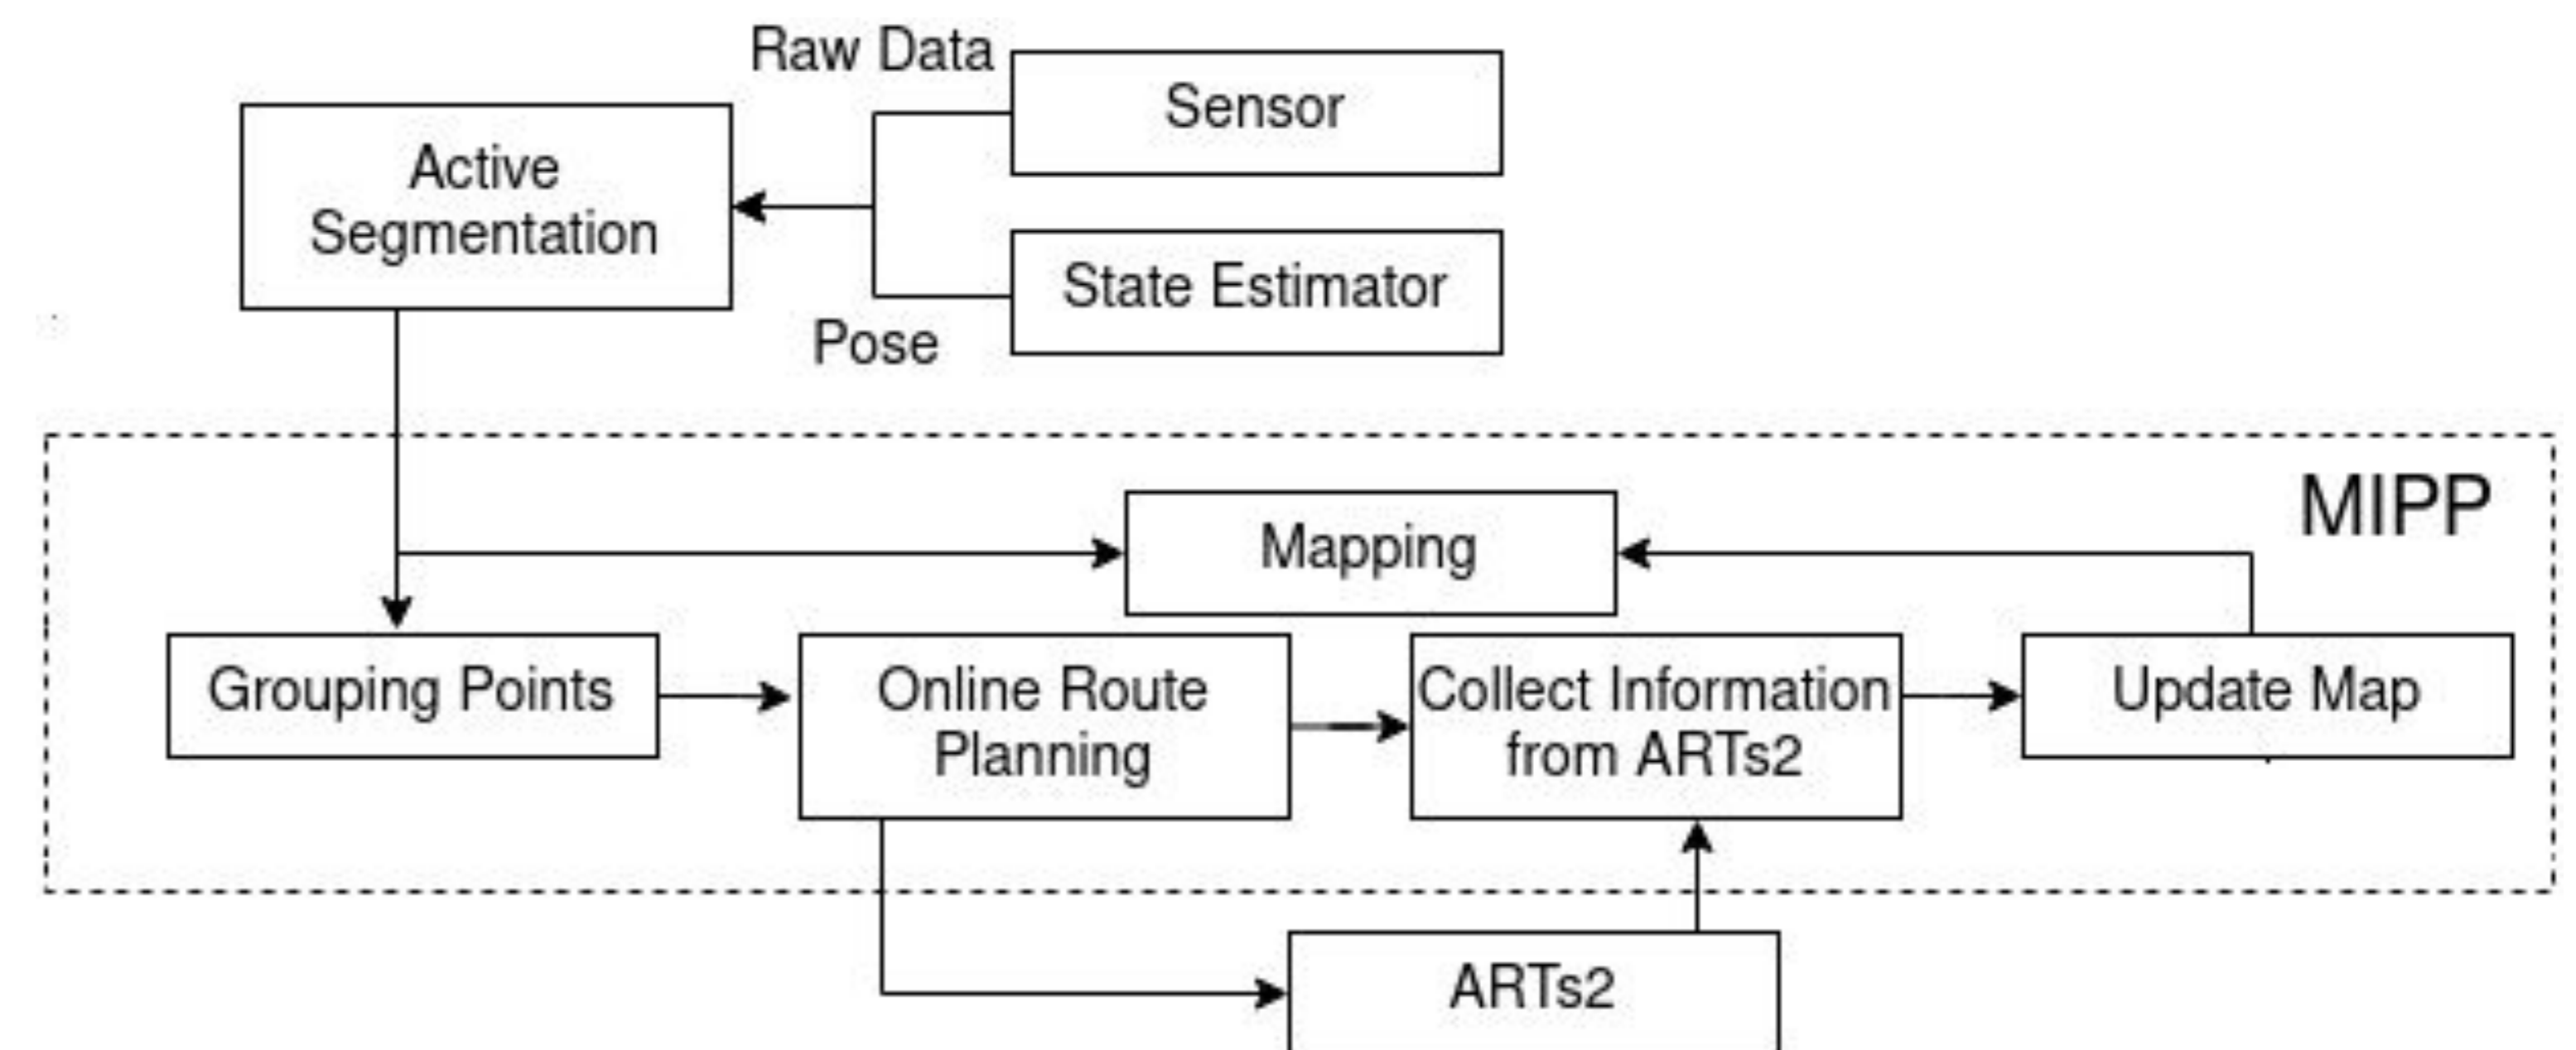 Raw Data
Sensor
Active
Segmentation
State Estimator
Pose
MIPP
Mapping
Grouping Points
Online Route
Planning
Collect Information
from ARTs2
Update Map
ARTs2